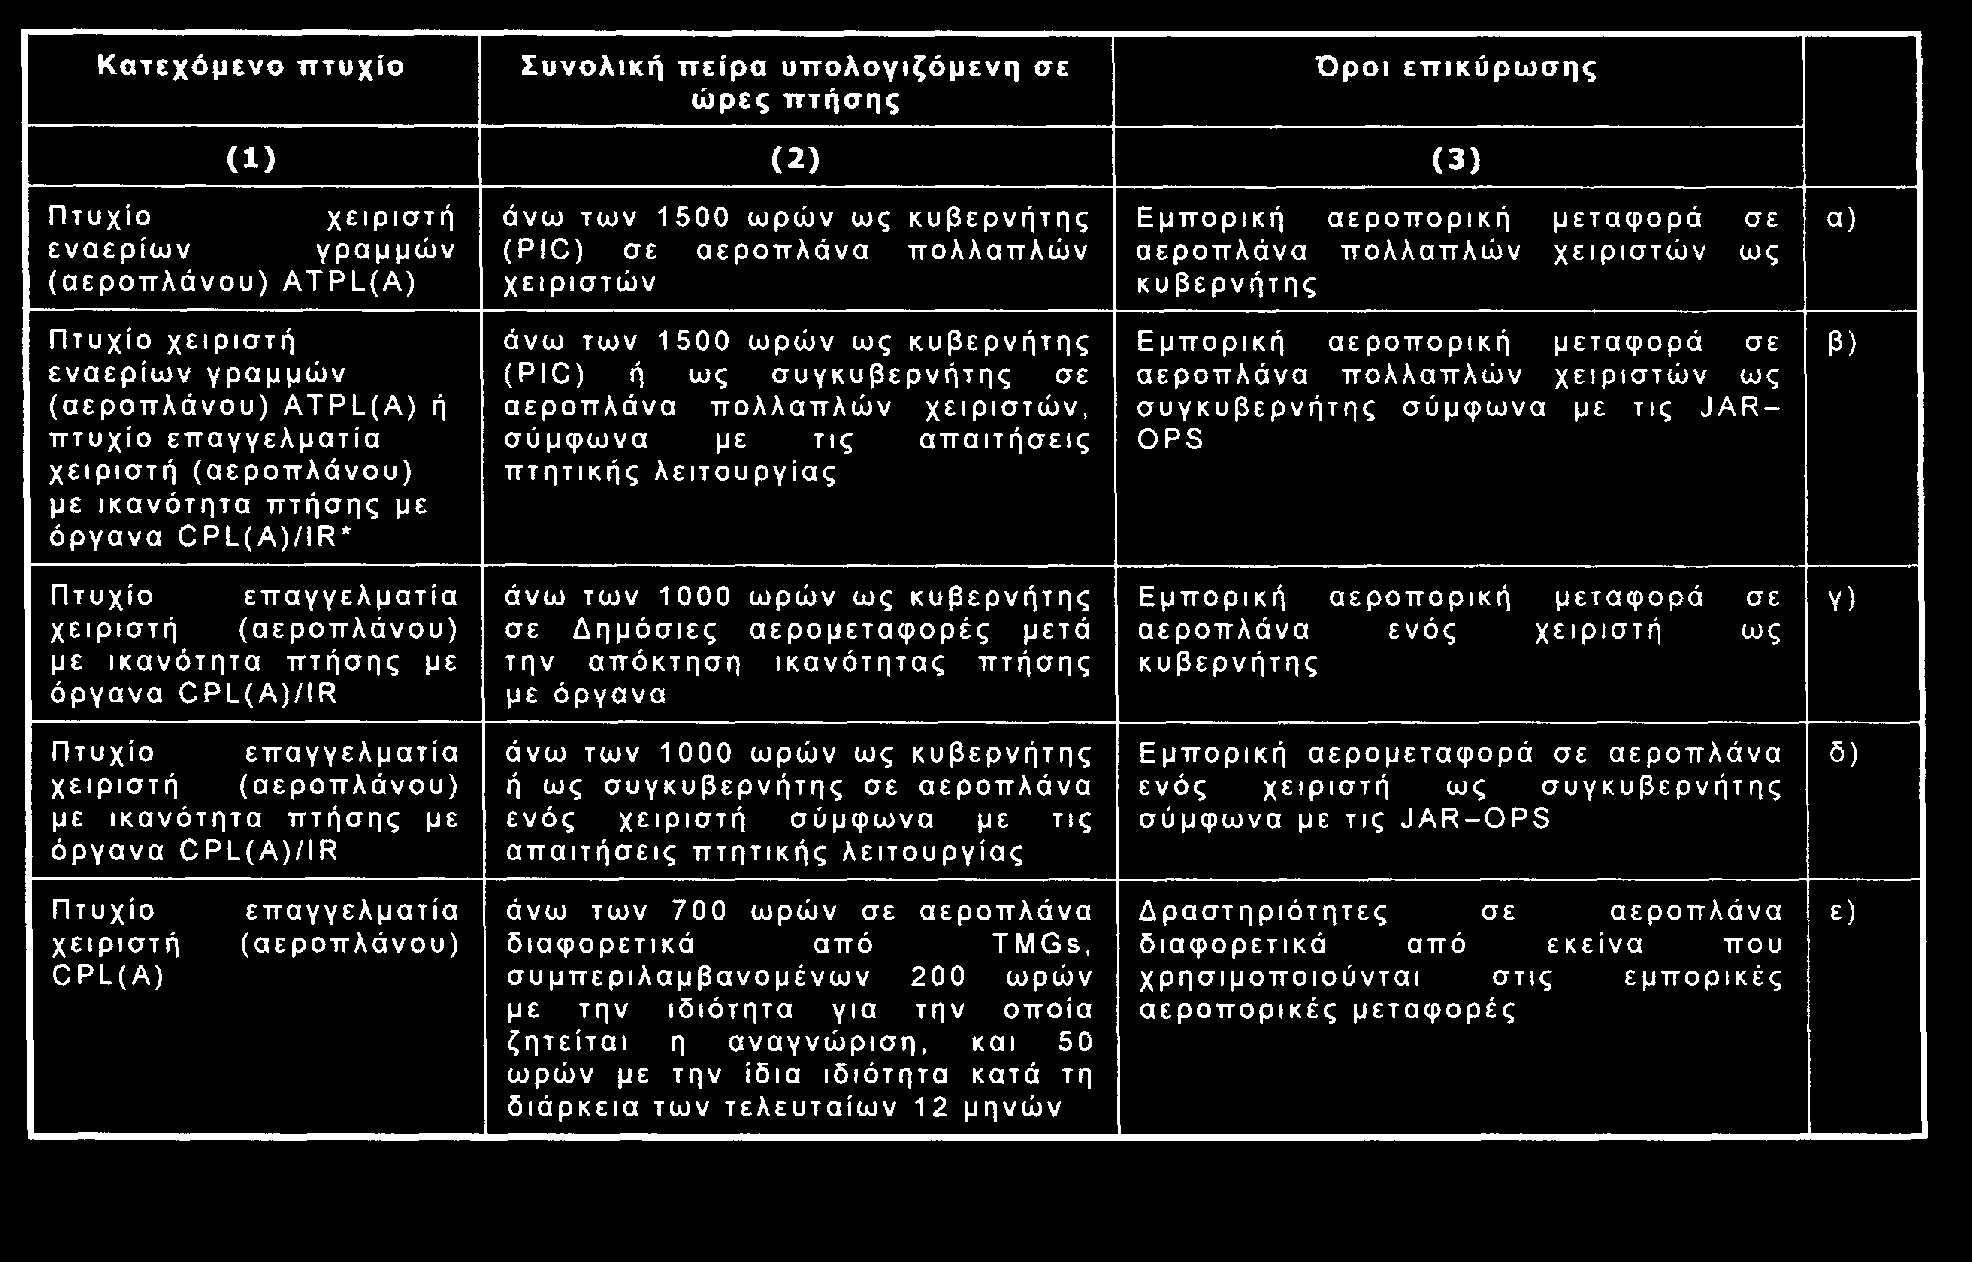 Κατεχόμενο πτυχίο
Συνολική πείρα υπολογιζόμενη σε
ώρες πτήσης
Όροι επικύρωσης
(1)
(2)
(3)
Πτυχίο χειριστή
εναερίων γραμμών
(αεροπλάνου) ATPL(A)
άνω των 1500 ωρών ως κυβερνήτης
(PIC) σε αεροπλάνα πολλαπλών
χειριστών
Εμπορική αεροπορική μεταφορά σε
αεροπλάνα πολλαπλών χειριστών ως
κυβερνήτης
α)
Πτυχίο χειριστή
εναερίων γραμμών
(αεροπλάνου) ATPL(A) ή
πτυχίο επαγγελματία
χειριστή (αεροπλάνου)
με ικανότητα πτήσης με
όργανα CPL(A)/IR*
άνω των 1500 ωρών ως κυβερνήτης
(PIC) ή ως συγκυβερνήτης σε
αεροπλάνα πολλαπλών χειριστών,
σύμφωνα με τις απαιτήσεις
πτητικής λειτουργίας
Εμπορική αεροπορική μεταφορά σε
αεροπλάνα πολλαπλών χειριστών ως
συγκυβερνήτης σύμφωνα με τις JAR-
OPS
β)
Πτυχίο επαγγελματία
χειριστή (αεροπλάνου)
με ικανότητα πτήσης με
όργανα CPL(A)/IR
άνω των 1000 ωρών ως κυβερνήτης
σε Δημόσιες αερομεταφορές μετά
την απόκτηση ικανότητας πτήσης
με όργανα
Εμπορική αεροπορική μεταφορά σε
αεροπλάνα ενός χειριστή ως
κυβερνήτης
γ)
Πτυχίο επαγγελματία
χειριστή (αεροπλάνου)
με ικανότητα πτήσης με
όργανα CPL(A)/IR
άνω των 1000 ωρών ως κυβερνήτης
ή ως συγκυβερνήτης σε αεροπλάνα
ενός χειριστή σύμφωνα με τις
απαιτήσεις πτητικής λειτουργίας
Εμπορική αερομεταφορά σε αεροπλάνα
ενός χειριστή ως συγκυβερνήτης
σύμφωνα με τις JAR-OPS
δ)
Πτυχίο επαγγελματία
χειριστή (αεροπλάνου)
CPL(A)
άνω των 700 ωρών σε αεροπλάνα
διαφορετικά από TMGs,
συμπεριλαμβανομένων 200 ωρών
με την ιδιότητα για την οποία
ζητείται η αναγνώριση, και 50
ωρών με την ίδια ιδιότητα κατά τη
διάρκεια των τελευταίων 12 μηνών
Δραστηριότητες σε αεροπλάνα
διαφορετικά από εκείνα που
χρησιμοποιούνται στις εμπορικές
αεροπορικές μεταφορές
ε)